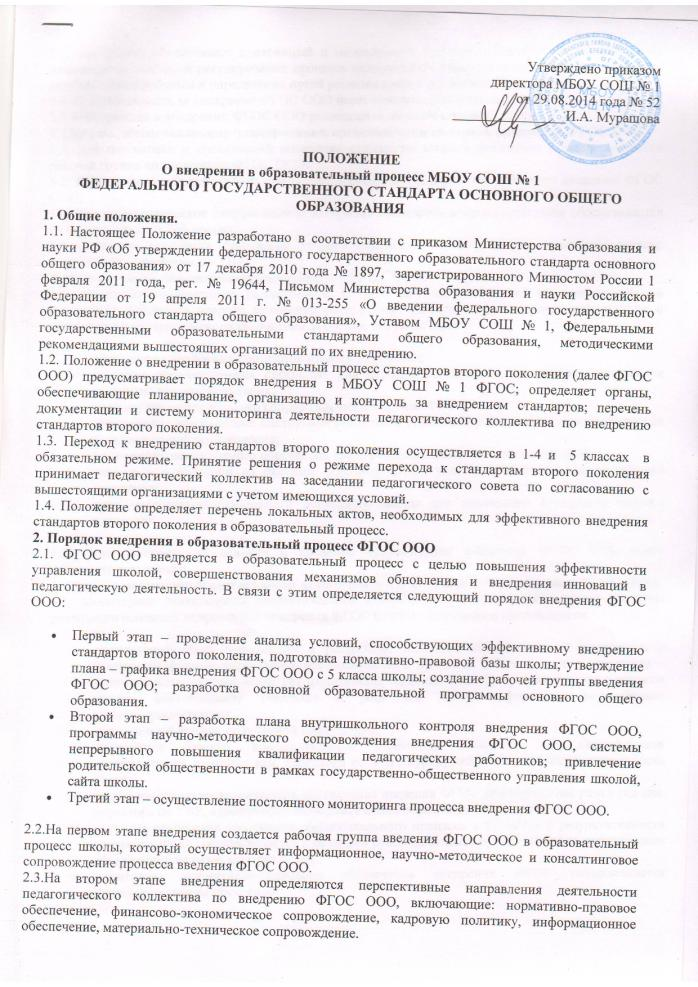 Утверждено приказом
директора МБОУ СОШ № 1
от 29.08.2014 года № 52
И.А. Мурашова
ПОЛОЖЕНИЕ
О внедрении в образовательный процесс МБОУ СОШ № 1
ФЕДЕРАЛЬНОГО ГОСУДАРСТВЕННОГО СТАНДАРТА ОСНОВНОГО ОБЩЕГО
ОБРАЗОВАНИЯ
1. Общие положения.
1.1. Настоящее Положение разработано в соответствии с приказом Министерства образования и
науки РФ «Об утверждении федерального государственного образовательного стандарта основного
общего образования» от 17 декабря 2010 года № 1897, зарегистрированного Минюстом России 1
февраля 2011 года, рег. № 19644, Письмом Министерства образования и науки Российской
Федерации от 19 апреля 2011 г. № 013-255 «О введении федерального государственного
образовательного стандарта общего образования», Уставом МБОУ СОШ № 1, Федеральными
государственными образовательными стандартами общего образования, методическими
рекомендациями вышестоящих организаций по их внедрению.
1.2. Положение о внедрении в образовательный процесс стандартов второго поколения (далее ФГОС
ООО) предусматривает порядок внедрения в МБОУ СОШ № 1 ФГОС; определяет органы,
обеспечивающие планирование, организацию и контроль за внедрением стандартов; перечень
документации и систему мониторинга деятельности педагогического коллектива по внедрению
стандартов второго поколения.
1.3. Переход к внедрению стандартов второго поколения осуществляется в 1-4 и 5 классах в
обязательном режиме. Принятие решения о режиме перехода к стандартам второго поколения
принимает педагогический коллектив на заседании педагогического совета по согласованию с
вышестоящими организациями с учетом имеющихся условий.
1.4. Положение определяет перечень локальных актов, необходимых для эффективного внедрения
стандартов второго поколения в образовательный процесс.
2. Порядок внедрения в образовательный процесс ФГОС ООО
2.1. ФГОС ООО внедряется в образовательный процесс с целью повышения эффективности
управления школой, совершенствования механизмов обновления и внедрения инноваций в
педагогическую деятельность. В связи с этим определяется следующий порядок внедрения ФГОС
ООО:
• Первый этап – проведение анализа условий, способствующих эффективному внедрению
стандартов второго поколения, подготовка нормативно-правовой базы школы; утверждение
плана – графика внедрения ФГОС ООО с 5 класса школы; создание рабочей группы введения
ФГОС ООО; разработка основной образовательной программы основного общего
образования.
• Второй этап – разработка плана внутришкольного контроля внедрения ФГОС ООО,
программы научно-методического сопровождения внедрения ФГОС ООО, системы
непрерывного повышения квалификации педагогических работников; привлечение
родительской общественности в рамках государственно-общественного управления школой,
сайта школы.
• Третий этап – осуществление постоянного мониторинга процесса внедрения ФГОС ООО.
2.2.На первом этапе внедрения создается рабочая группа введения ФГОС ООО в образовательный
процесс школы, который осуществляет информационное, научно-методическое и консалтинговое
сопровождение процесса введения ФГОС ООО.
2.3.На втором этапе внедрения определяются перспективные направления деятельности
педагогического коллектива по внедрению ФГОС ООО, включающие: нормативно-правовое
обеспечение, финансово-экономическое сопровождение, кадровую политику, информационное
обеспечение, материально-техническое сопровождение.